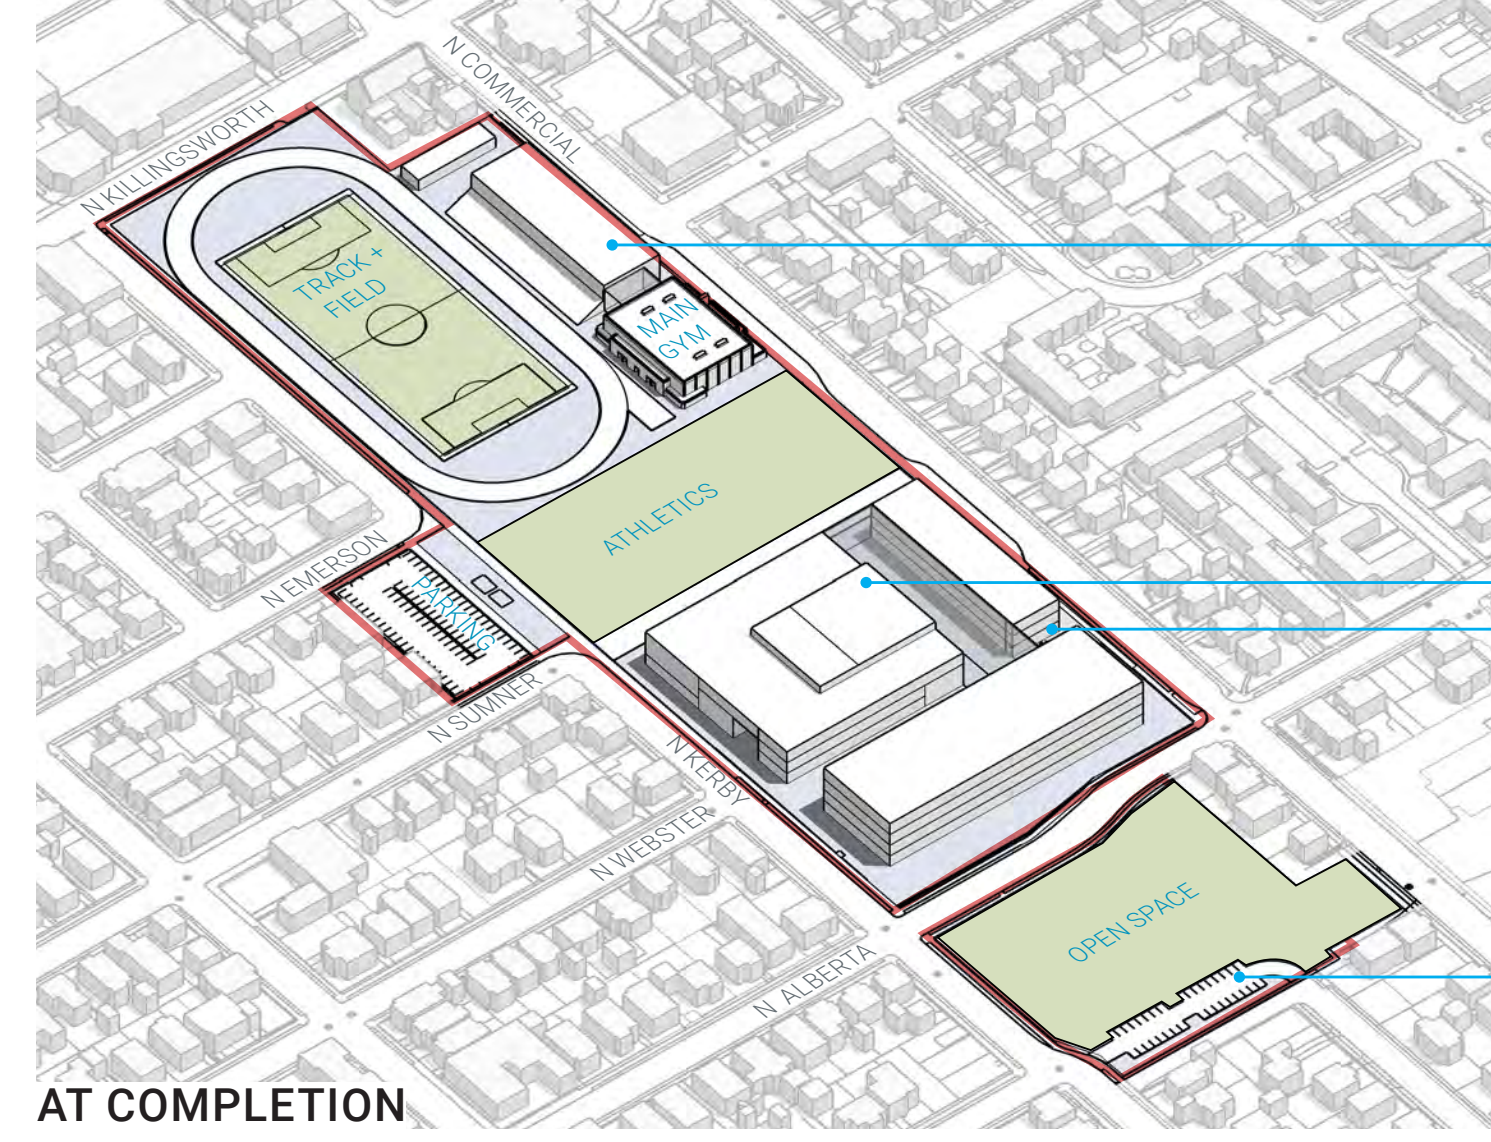 N COMMERCIAL
N KILLINGSWORTH
TRACK +
FIELD
MAIN
GYM
ATHLETICS
N EMERSON
PARKING
N SUMNER
N KERBY
N WEBSTER
OPEN SPACE
N ALBERTA
AT COMPLETION